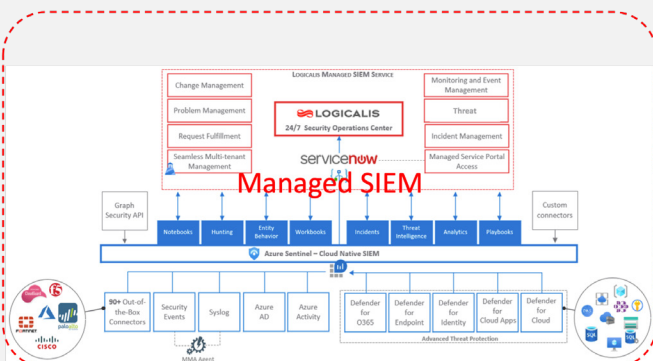 LOGICALIS MANAGED SIEM SERVICE
Change Management
Problem Management
Request Fulfillment
Seamless Multi-tenant
Management
LOGICALIS
24/7 Security Operations Center
servicenow
Monitoring and Event
Management
Threat
Incident Management
Managed Service Portal
Access
Managed SIEM
Graph
Security API
Custom
connectors
Notebooks
Hunting
Entity
Behavior
Workbooks
Incidents
Threat
Intelligence
Analytics
Playbooks
Azure Sentinel – Cloud Native SIEM
90+ Out-of-
the-Box
Connectors
Security
Events
Syslog
Azure
AD
Azure
Activity
Defender
for
O365
Defender
for
Endpoint
Defender
for
Identity
Defender
for
Cloud Apps
Defender
for
Cloud
Advanced Threat Protection
MMA Agent
FORTINET
paloalto
CISCO
SQL